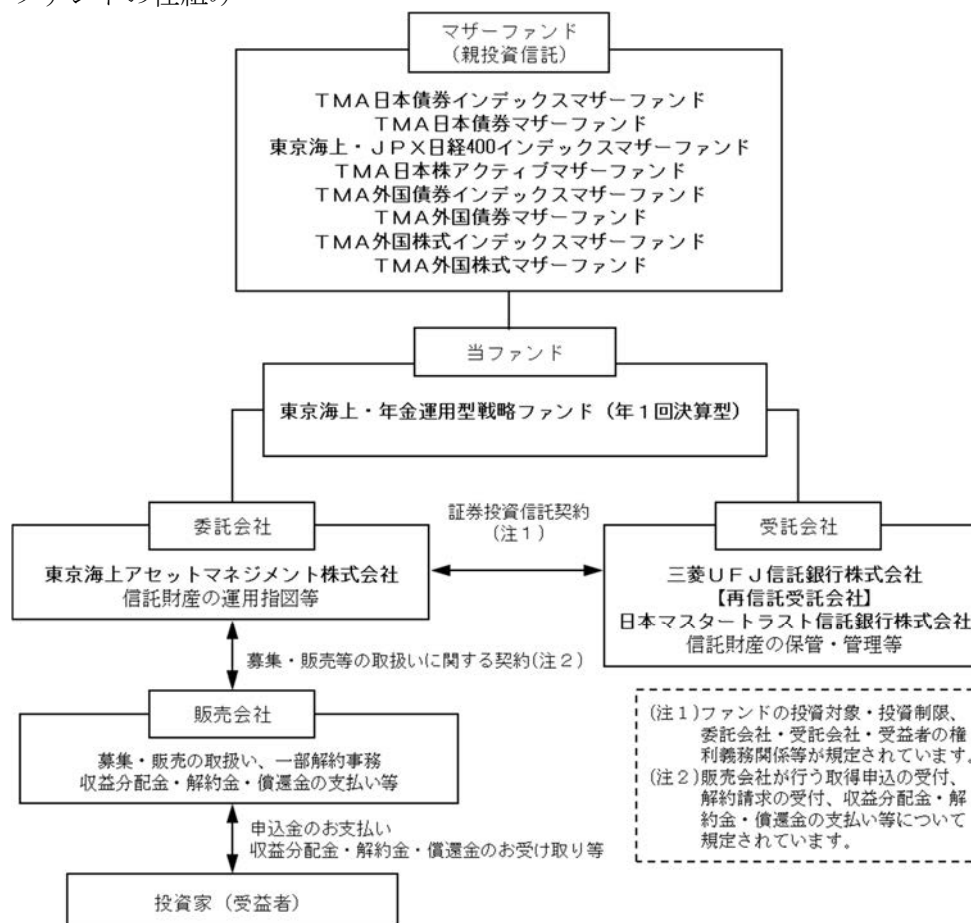 ファンドの仕組み
マザーファンド
(親投資信託)
TMA日本債券インデックスマザーファンド
TMA日本債券マザーファンド
東京海上・JPX日経400インデックスマザーファンド
TMA日本株アクティブマザーファンド
TMA外国債券インデックスマザーファンド
TMA外国債券マザーファンド
TMA外国株式インデックスマザーファンド
TMA外国株式マザーファンド
当ファンド
東京海上・年金運用型戦略ファンド(年1回決算型)
委託会社
東京海上アセットマネジメント株式会社
信託財産の運用指図等
証券投資信託契約
(注1)
受託会社
三菱UFJ信託銀行株式会社
【再信託受託会社】
日本マスタートラスト信託銀行株式会社
信託財産の保管・管理等
募集・販売等の取扱いに関する契約(注2)
販売会社
募集・販売の取扱い、一部解約事務
収益分配金・解約金・償還金の支払い等
申込金のお支払い
収益分配金・解約金・償還金のお受け取り等
投資家(受益者)
(注1)ファンドの投資対象・投資制限、
委託会社・受託会社・受益者の権
利義務関係等が規定されています。
(注2)販売会社が行う取得申込の受付、
解約請求の受付、収益分配金・解
約金・償還金の支払い等について
規定されています。